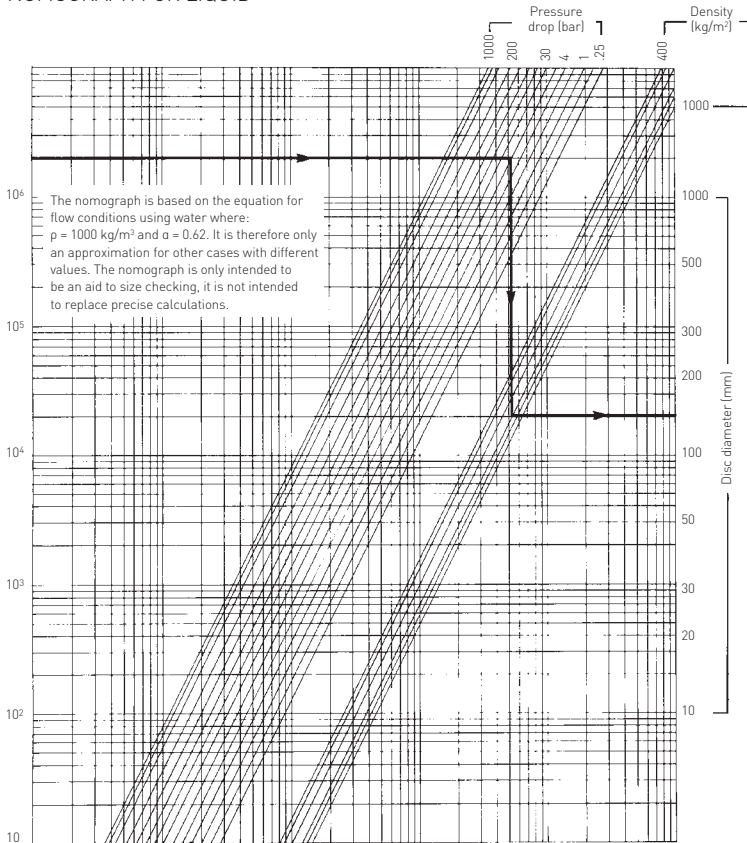 NOMOGRAPH FOR LIQUID
Pressure
drop (bar)
Density
(kg/m²)
1000
200
30
4
1
.25
400
1000
10⁶
The nomograph is based on the equation for
flow conditions using water where:
ρ = 1000 kg/m³ and α = 0.62. It is therefore only
an approximation for other cases with different
values. The nomograph is only intended to
be an aid to size checking, it is not intended
to replace precise calculations.
10⁵
10⁴
10³
10²
10
1000
500
300
200
100
50
30
20
10
Disc diameter (mm)